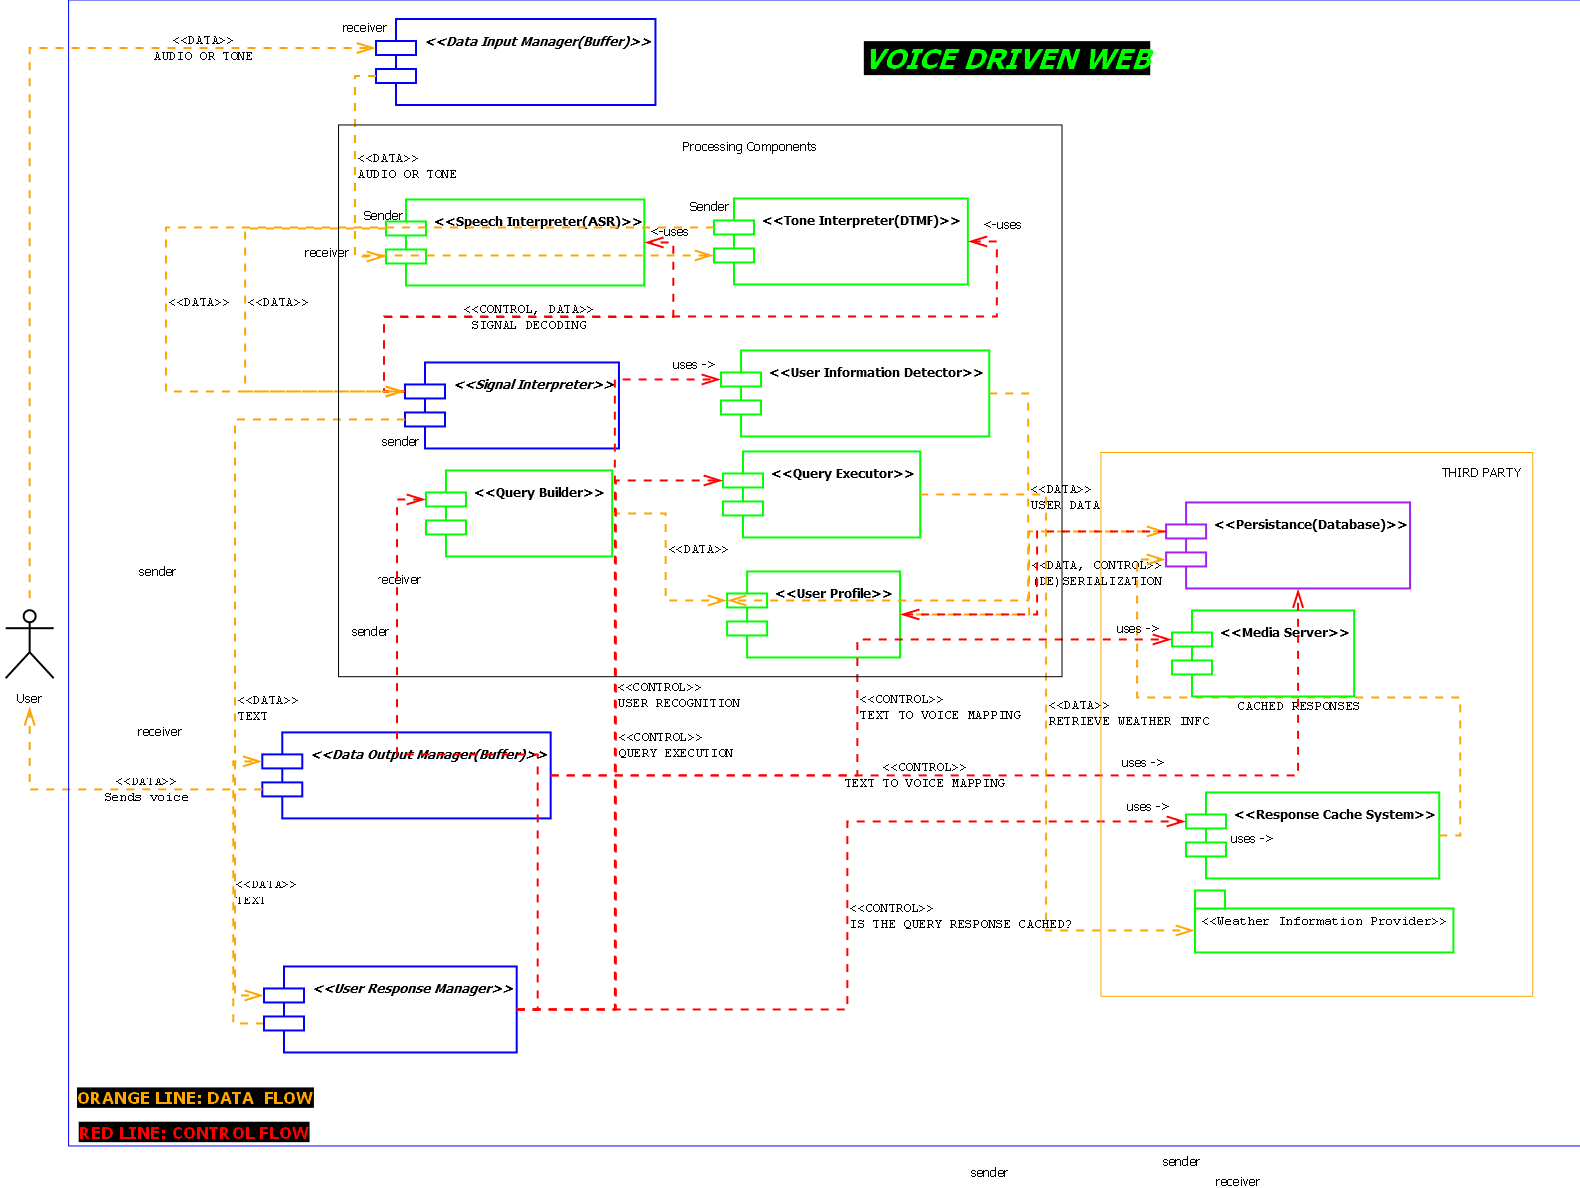 receiver
<<Data Input Manager(Buffer)>>
<<DATA>>
AUDIO OR TONE
VOICE DRIVEN WEB
Processing Components
<<DATA>>
AUDIO OR TONE
Sender
<<Speech Interpreter(ASR)>>
<-uses
receiver
Sender
<<Tone Interpreter(DTMF)>>
<-uses
<<DATA>>
<<DATA>>
<<CONTROL, DATA>>
SIGNAL DECODING
<<Signal Interpreter>>
sender
uses ->
<<User Information Detector>>
<<Query Builder>>
<<Query Executor>>
<<DATA>>
USER DATA
THIRD PARTY
<<Persistance(Database)>>
<<DATA>>
<<DATA, CONTROL>>
(DE)SERIALIZATION
sender
receiver
<<User Profile>>
sender
uses ->
<<Media Server>>
User
<<DATA>>
TEXT
<<CONTROL>>
USER RECOGNITION
<<CONTROL>>
TEXT TO VOICE MAPPING
<<DATA>>
RETRIEVE WEATHER INFC
CACHED RESPONSES
receiver
<<Data Output Manager(Buffer)>>
<<CONTROL>>
QUERY EXECUTION
<<CONTROL>>
TEXT TO VOICE MAPPING
uses ->
<<DATA>>
Sends voice
uses ->
<<Response Cache System>>
uses ->
<<DATA>>
TEXT
<<CONTROL>>
IS THE QUERY RESPONSE CACHED?
<<Weather Information Provider>>
<<User Response Manager>>
ORANGE LINE: DATA  FLOW
RED LINE: CONTROL FLOW
sender
sender
receiver